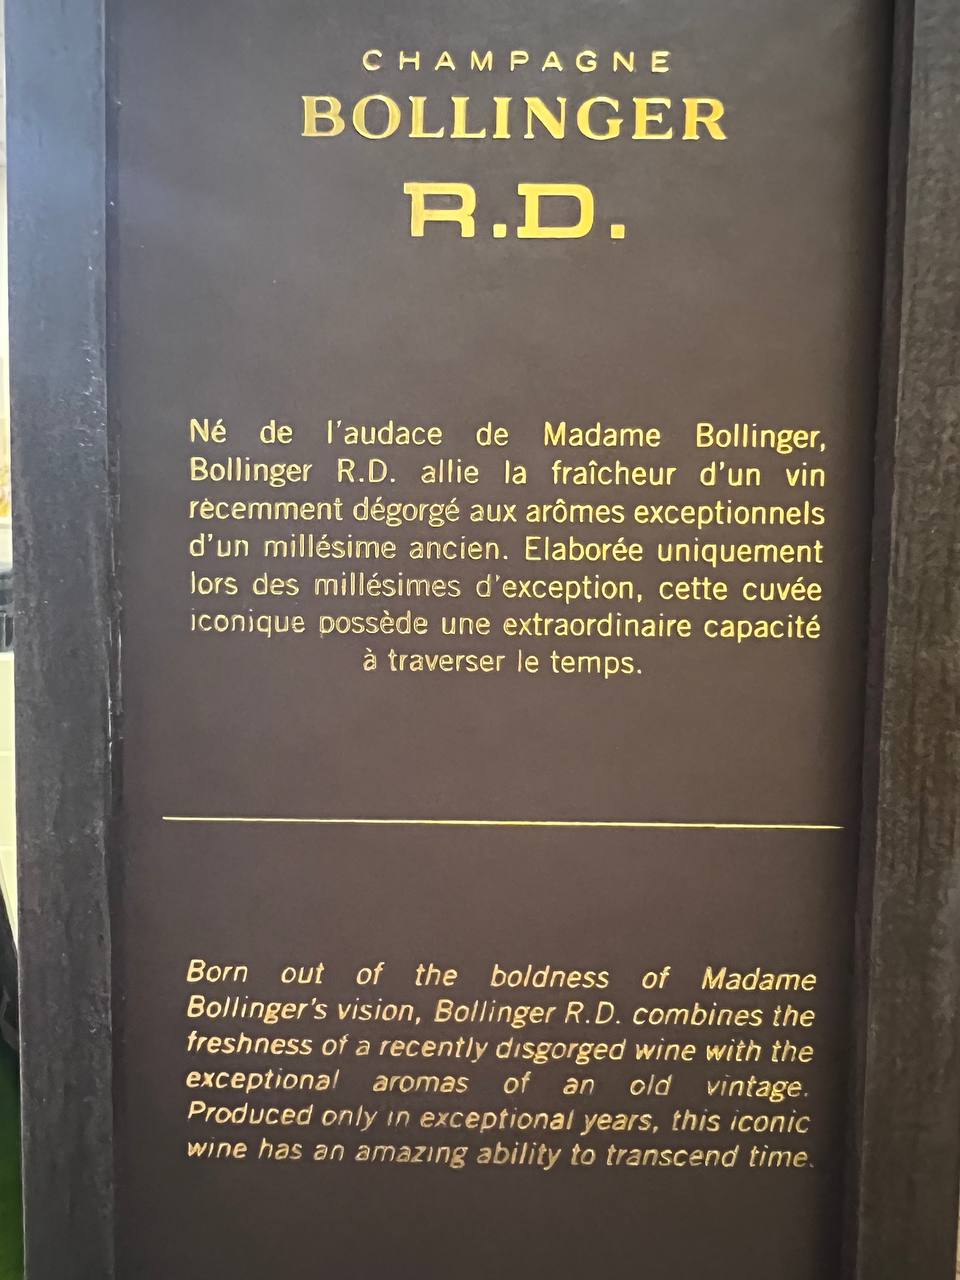 CHAMPAGNE
BOLLINGER
R.D.
Né de l'audace de Madame Bollinger,
Bollinger R.D. allie la fraîcheur d'un vin
récemment dégorgé aux arômes exceptionnels
d'un millésime ancien. Elaborée uniquement
lors des millésimes d'exception, cette cuvée
iconique possède une extraordinaire capacité
à traverser le temps.
Born out of the boldness of Madame
Bollinger's vision, Bollinger R.D. combines the
freshness of a recently disgorged wine with the
exceptional aromas of an old vintage.
Produced only in exceptional years, this iconic
wine has an amazing ability to transcend time.